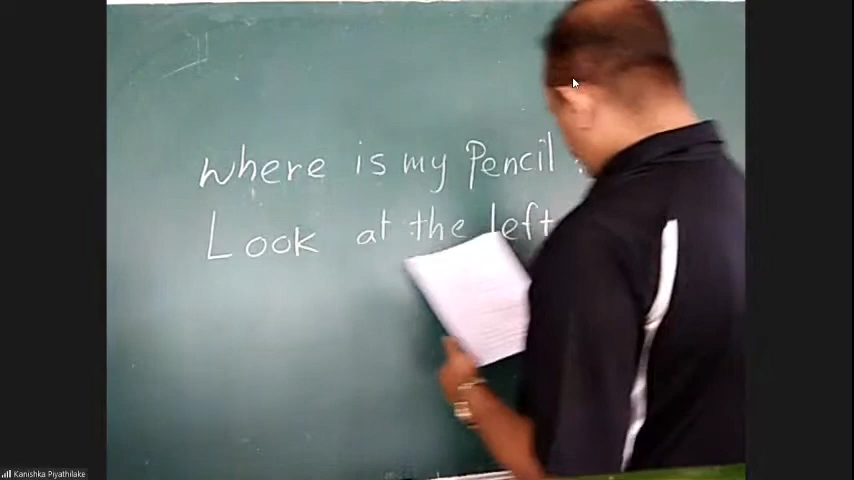 where is my Pencil :
Look at the left
Kanishka Piyathilake